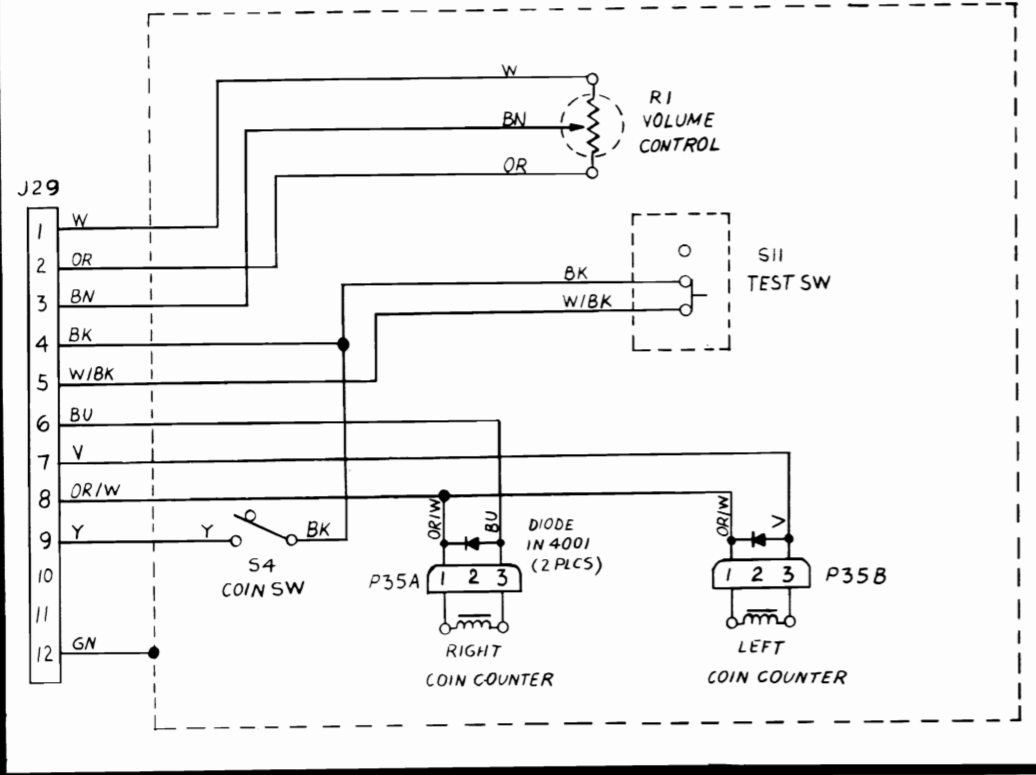 W
R1
VOLUME
CONTROL
BN
OR
J29
1 W
2 OR
3 BN
4 BK
5 W/BK
6 BU
7 V
8 OR/W
9 Y
10
11
12 GN
S11
TEST SW
BK
W/BK
Y
BK
S4
COIN SW
OR/W
BU
DIODE
IN 4001
(2 PLCS)
OR/W
V
P35A
1 2 3
1 2 3
P35B
RIGHT
COIN COUNTER
LEFT
COIN COUNTER